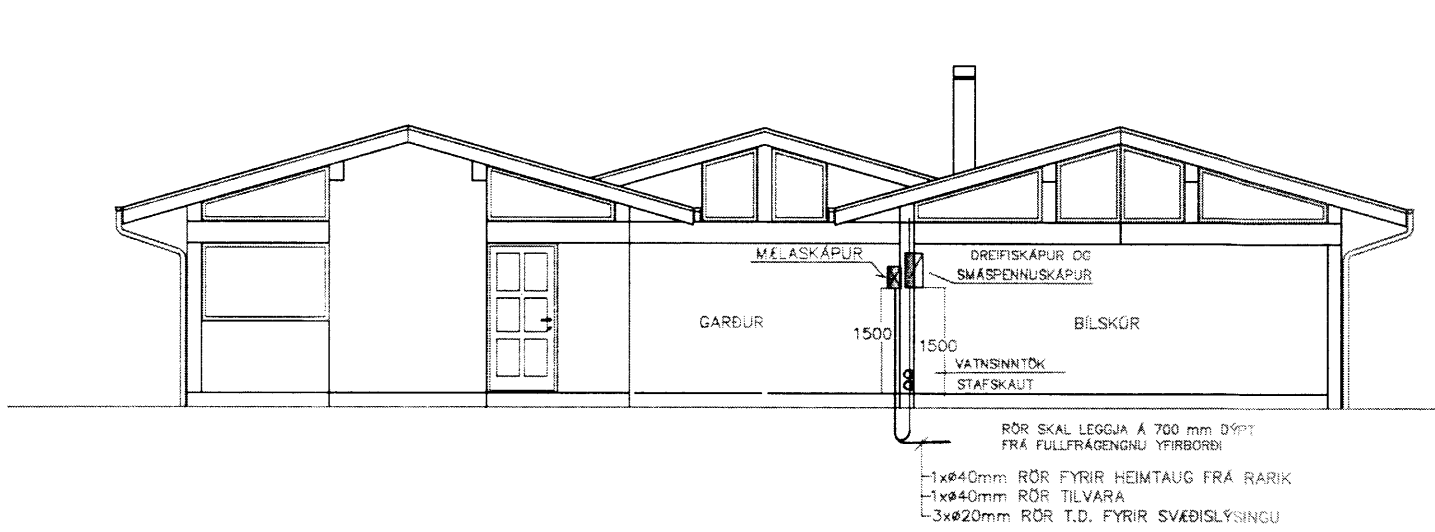 MÆLASKÁPUR
DREIFISKÁPUR OG
SMÁSPENNUSKÁPUR
GARÐUR
1500
1500
BÍLSKÚR
VATNSINNTÖK
STAFSKAUT
RÖR SKAL LEGGJA Á 700 mm DÝPT
FRÁ FULLFRÁGENGNU YFIRBORÐI
1xø40mm RÖR FYRIR HEIMTAUG FRÁ RARIK
1xø40mm RÖR TILVARA
3xø20mm RÖR T.D. FYRIR SVÆÐISLÝSINGU